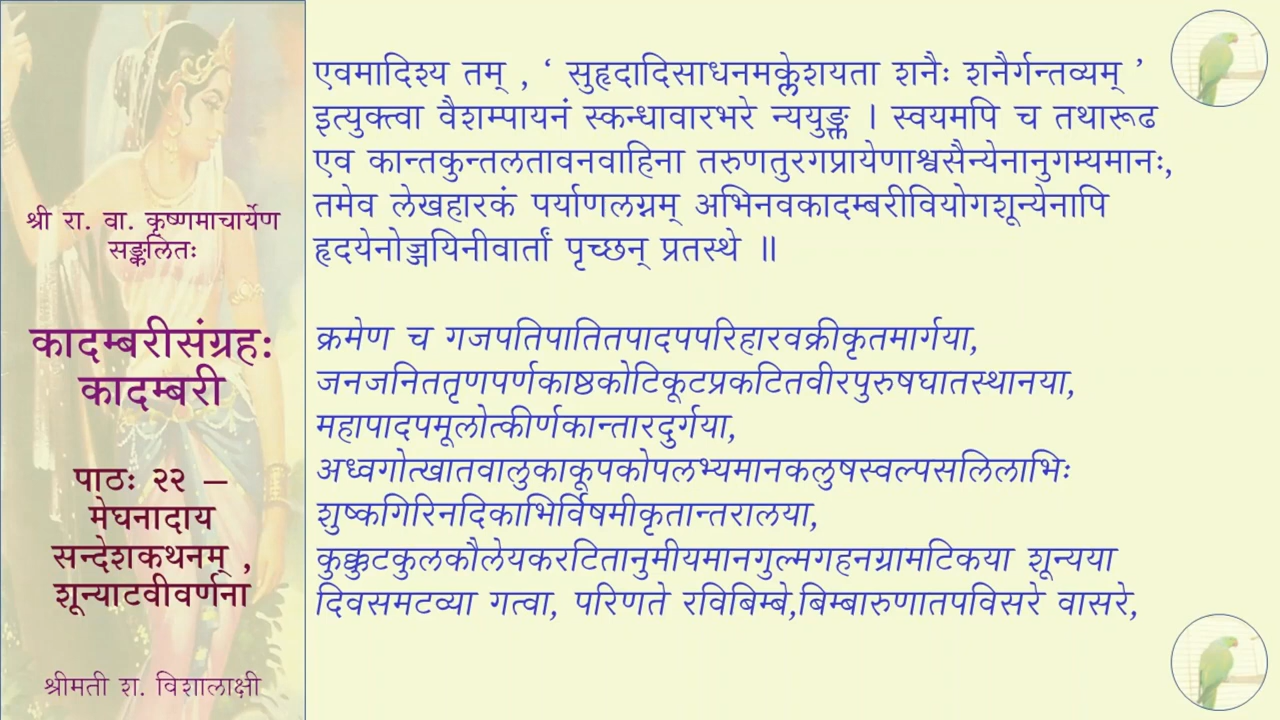 श्री रा. वा. कृष्णमाचार्येण
सङ्कलितः
कादम्बरीसंग्रहः
कादम्बरी
पाठः २२ –
मेघनादाय
सन्देशकथनम् ,
शून्याटवीवर्णना
श्रीमती श. विशालाक्षी
एवमादिश्य तम् , ‘ सुहृदादिसाधनमक्लेशयता शनैः शनैर्गन्तव्यम् ’
इत्युक्त्वा वैशम्पायनं स्कन्धावारभरे न्ययुङ्क्त । स्वयमपि च तथारूढ
एव कान्तकुन्तलतावनवाहिना तरुणतुरगप्रायेणाश्वसैन्येनानुगम्यमानः,
तमेव लेखहारकं पर्याणलग्नम् अभिनवकादम्बरीवियोगशून्येनापि
हृदयेनोज्जयिनीवार्तां पृच्छन् प्रतस्थे ॥
क्रमेण च गजपतिपातितपादपपरिहारवक्रीकृतमार्गया,
जनजनिततृणपर्णकाष्ठकोटिकूटप्रकटितवीरपुरुषघातस्थानया,
महापादपमूलोत्कीर्णकान्तारदुर्गया,
अध्वगोत्खातवालुकाकूपकोपलभ्यमानकलुषस्वल्पसलिलाभिः
शुष्कगिरिनदिकाभिर्विषमीकृतान्तरालया,
कुक्कुटकुलकौलेयकरटितानुमीयमानगुल्मगहनग्रामटिकया शून्यया
दिवसमटव्या गत्वा, परिणते रविबिम्बे,बिम्बारुणातपविसरे वासरे,